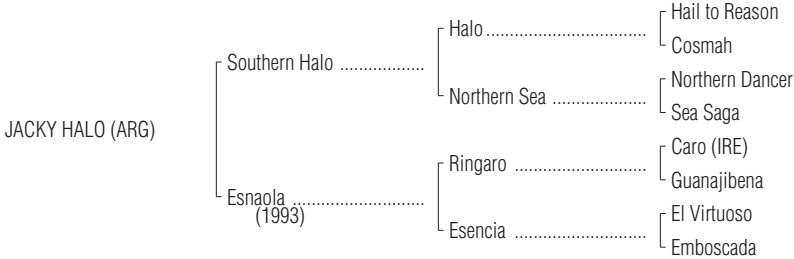 Hail to Reason
Halo ................................
Cosmah
Southern Halo ..................
Northern Dancer
Northern Sea ...................
Sea Saga
JACKY HALO (ARG)
Caro (IRE)
Ringaro ..........................
Guanajibena
Esnaola ............................
(1993)
El Virtuoso
Esencia ..........................
Emboscada